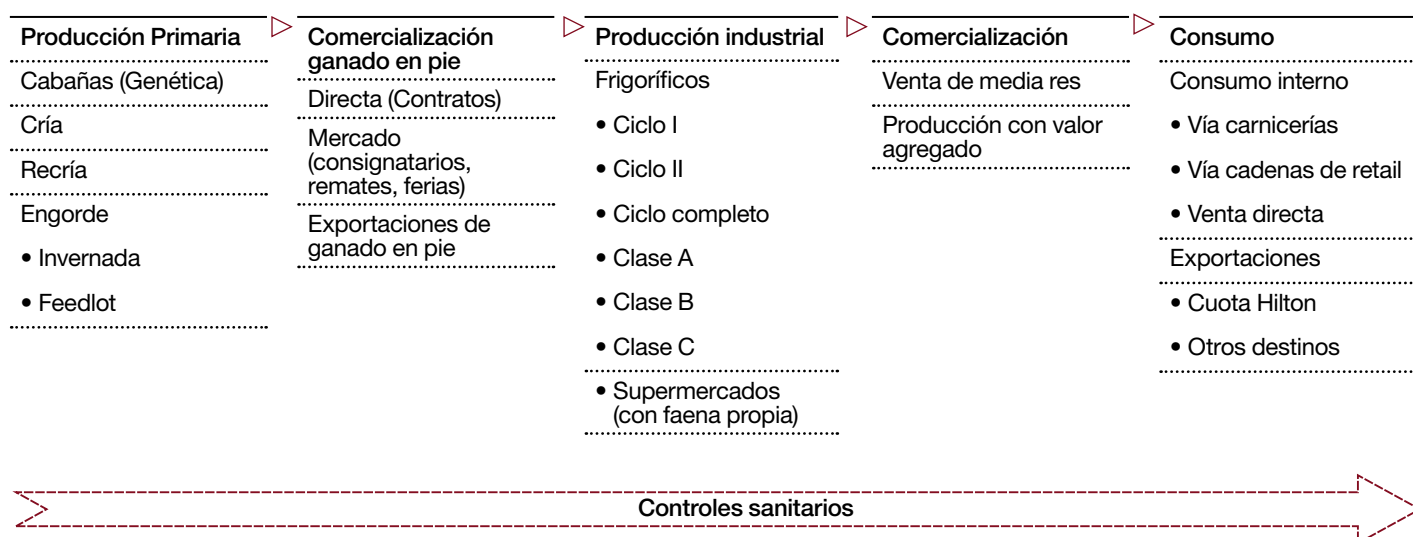 Producción Primaria
Cabañas (Genética)
Cría
Recría
Engorde
• Invernada
• Feedlot
Comercialización
ganado en pie
Directa (Contratos)
Mercado
(consignatarios,
remates, ferias)
Exportaciones de
ganado en pie
Producción industrial
Frigoríficos
• Ciclo I
• Ciclo II
• Ciclo completo
• Clase A
• Clase B
• Clase C
• Supermercados
(con faena propia)
Comercialización
Venta de media res
Producción con valor
agregado
Consumo
Consumo interno
• Vía carnicerías
• Vía cadenas de retail
• Venta directa
Exportaciones
• Cuota Hilton
• Otros destinos
Controles sanitarios